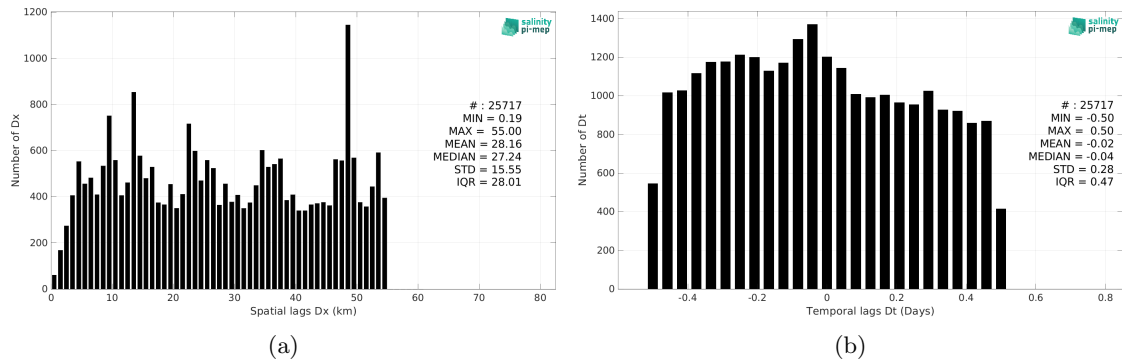 1200
1000
800
600
400
200
0
Number of Dx
salinity
pi-mep
# : 25717
MIN = 0.19
MAX = 55.00
MEAN = 28.16
MEDIAN = 27.24
STD = 15.55
IQR = 28.01
0 10 20 30 40 50 60 70 80
Spatial lags Dx (km)
(a)
1400
1200
1000
800
600
400
200
0
Number of Dt
salinity
pi-mep
# : 25717
MIN = -0.50
MAX = 0.50
MEAN = -0.02
MEDIAN = -0.04
STD = 0.28
IQR = 0.47
-0.4 -0.2 0 0.2 0.4 0.6 0.8
Temporal lags Dt (Days)
(b)